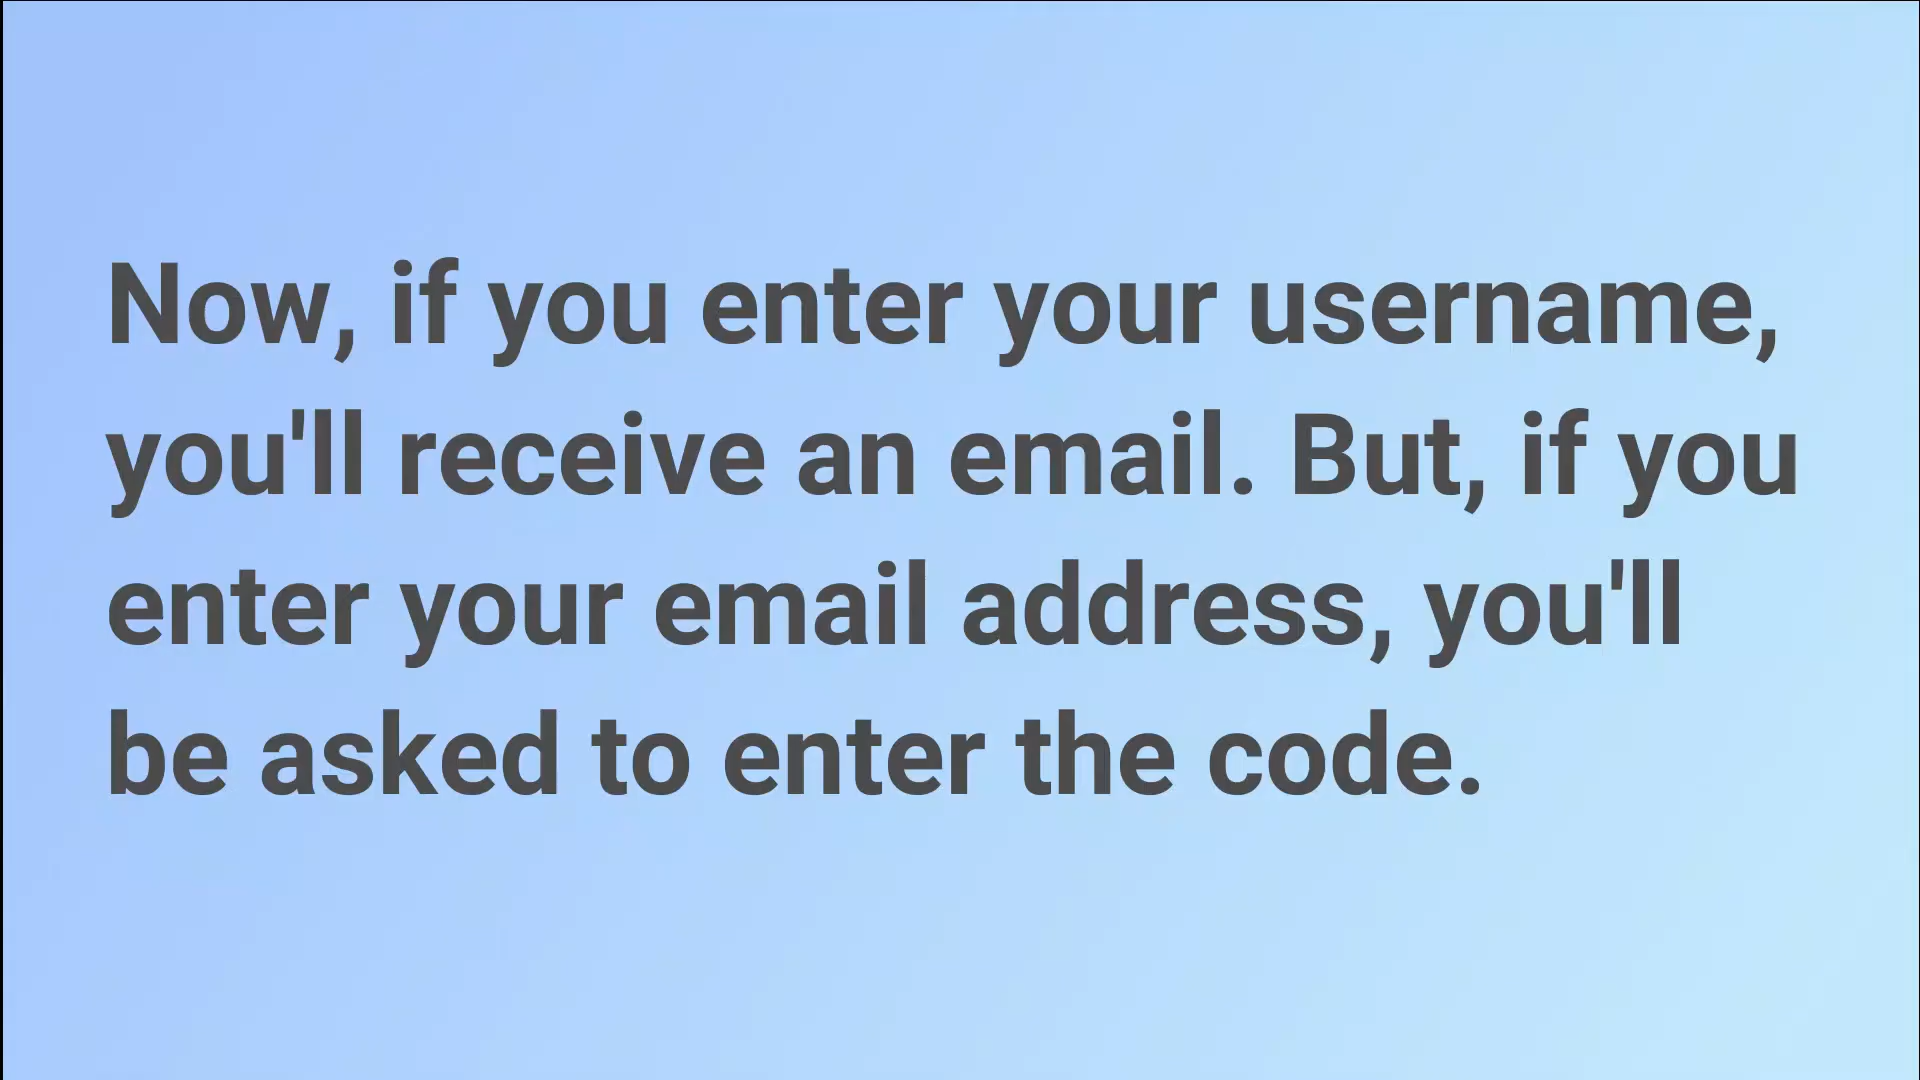 Now, if you enter your username,
you'll receive an email. But, if you
enter your email address, you'll
be asked to enter the code.